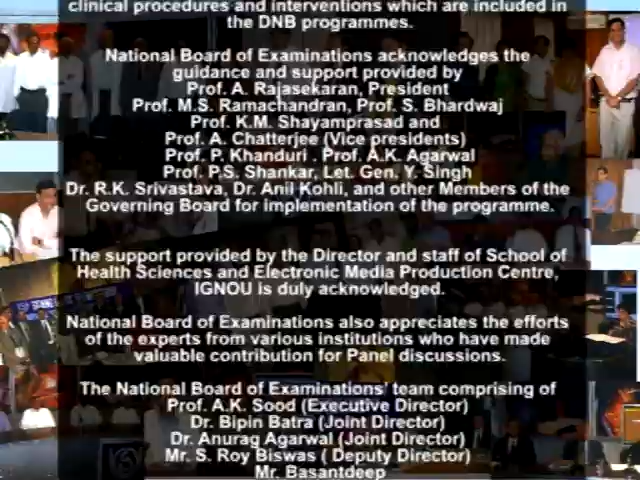 clinical procedures and interventions which are included in
the DNB programmes.
National Board of Examinations acknowledges the
guidance and support provided by
Prof. A. Rajasekaran, President
Prof. M.S. Ramachandran, Prof. S. Bhardwaj
Prof. K.M. Shayamprasad and
Prof. A. Chatterjee (Vice presidents)
Prof. P. Khanduri . Prof. A.K. Agarwal
Prof. P.S. Shankar, Let. Gen. Y. Singh
Dr. R.K. Srivastava, Dr. Anil Kohli, and other Members of the
Governing Board for implementation of the programme.
The support provided by the Director and staff of School of
Health Sciences and Electronic Media Production Centre,
IGNOU is duly acknowledged.
National Board of Examinations also appreciates the efforts
of the experts from various institutions who have made
valuable contribution for Panel discussions.
The National Board of Examinations' team comprising of
Prof. A.K. Sood (Executive Director)
Dr. Bipin Batra (Joint Director)
Dr. Anurag Agarwal (Joint Director)
Mr. S. Roy Biswas ( Deputy Director)
Mr. Basantdeep